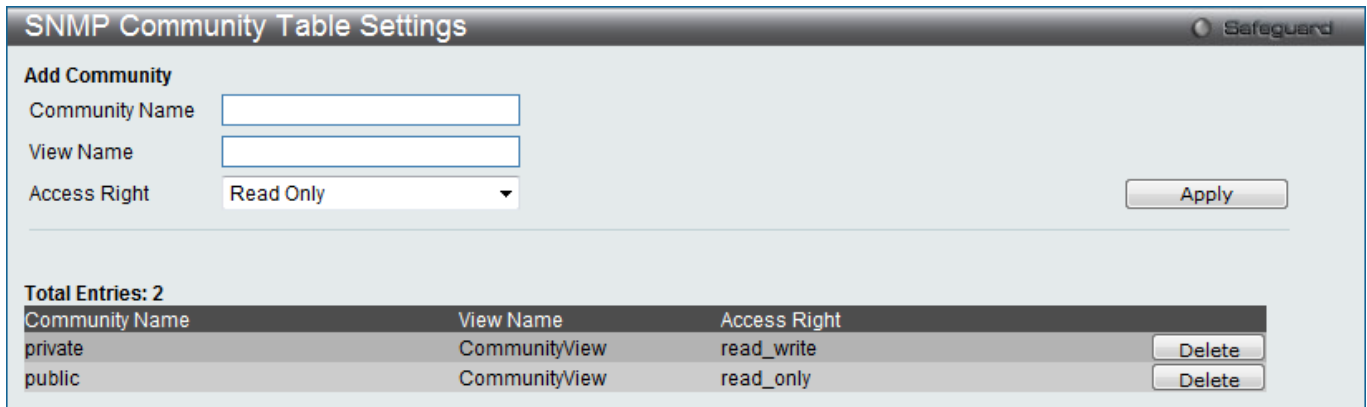 SNMP Community Table Settings
Safeguard
Add Community
Community Name
View Name
Access Right Read Only Apply
Total Entries: 2
Community Name View Name Access Right
private CommunityView read_write Delete
public CommunityView read_only Delete